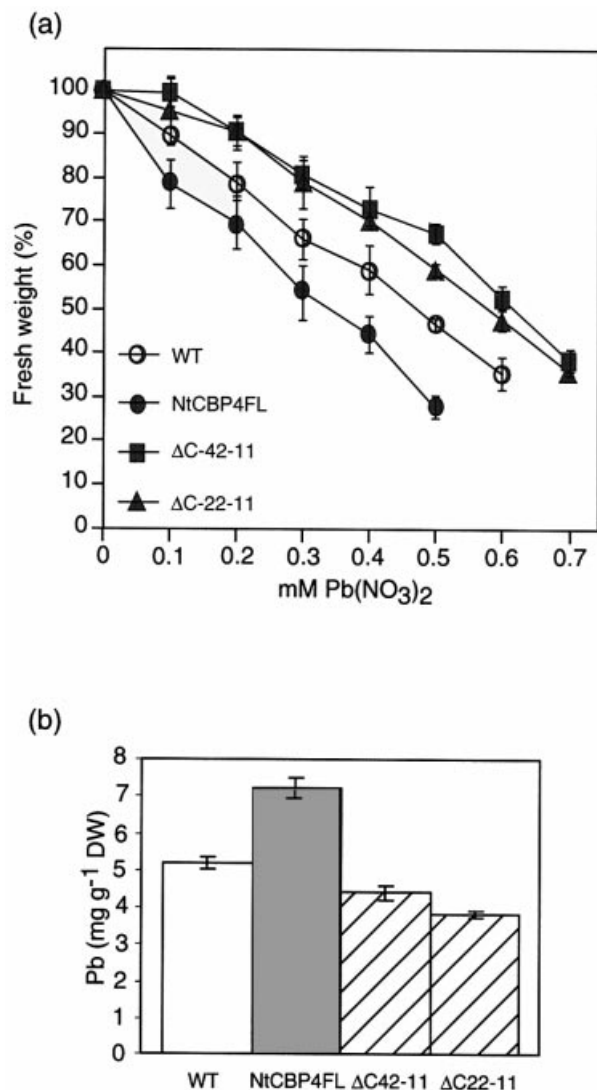 (a)
100
90
80
70
60
50
40
30
20
10
0
Fresh weight (%)
WT
NtCBP4FL
ΔC-42-11
ΔC-22-11
0 0.1 0.2 0.3 0.4 0.5 0.6 0.7
mM Pb(NO3)2
(b)
8
7
6
5
4
3
2
1
0
Pb (mg g-1 DW)
WT NtCBP4FL ΔC42-11 ΔC22-11